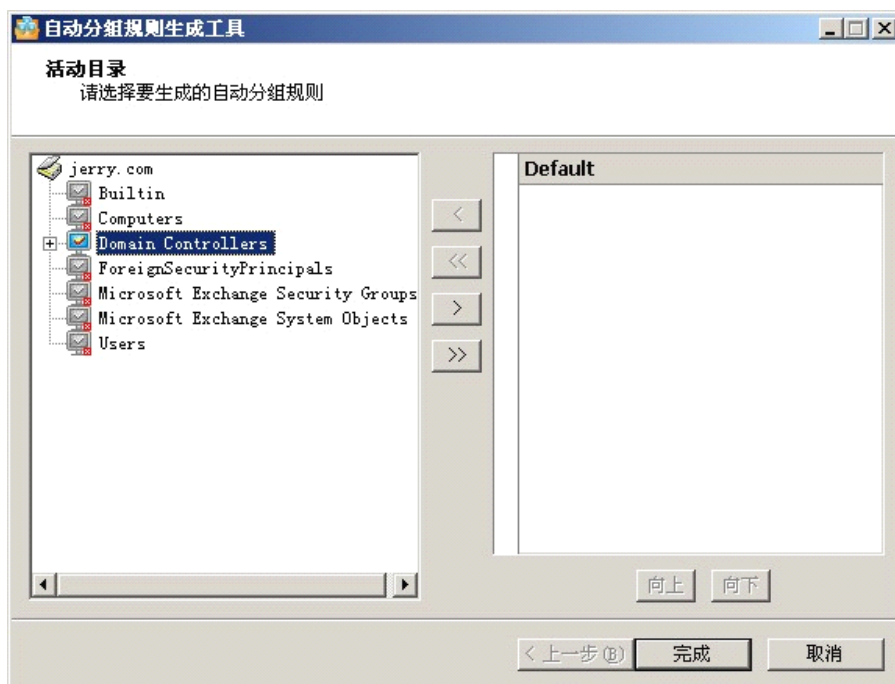 自动分组规则生成工具
活动目录
请选择要生成的自动分组规则
jerry.com
Builtin
Computers
Domain Controllers
ForeignSecurityPrincipals
Microsoft Exchange Security Groups
Microsoft Exchange System Objects
Users
<
<<
>
>>
Default
向上 向下
< 上一步(B) 完成 取消